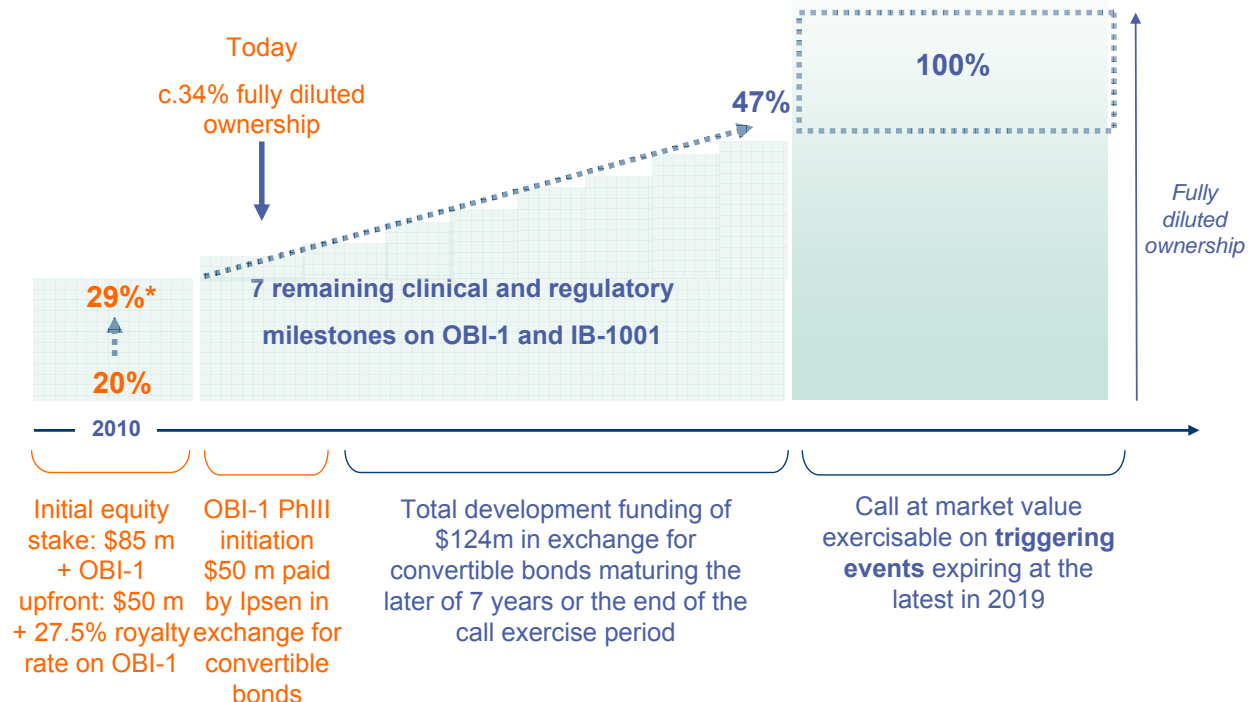 Today
c.34% fully diluted
ownership
47%
100%
Fully
diluted
ownership
29%*
20%
7 remaining clinical and regulatory
milestones on OBI-1 and IB-1001
2010
Initial equity
stake: $85 m
+ OBI-1
upfront: $50 m
+ 27.5% royalty
rate on OBI-1
OBI-1 PhIII
initiation
$50 m paid
by Ipsen in
exchange for
convertible
bonds
Total development funding of
$124m in exchange for
convertible bonds maturing the
later of 7 years or the end of the
call exercise period
Call at market value
exercisable on triggering
events expiring at the
latest in 2019